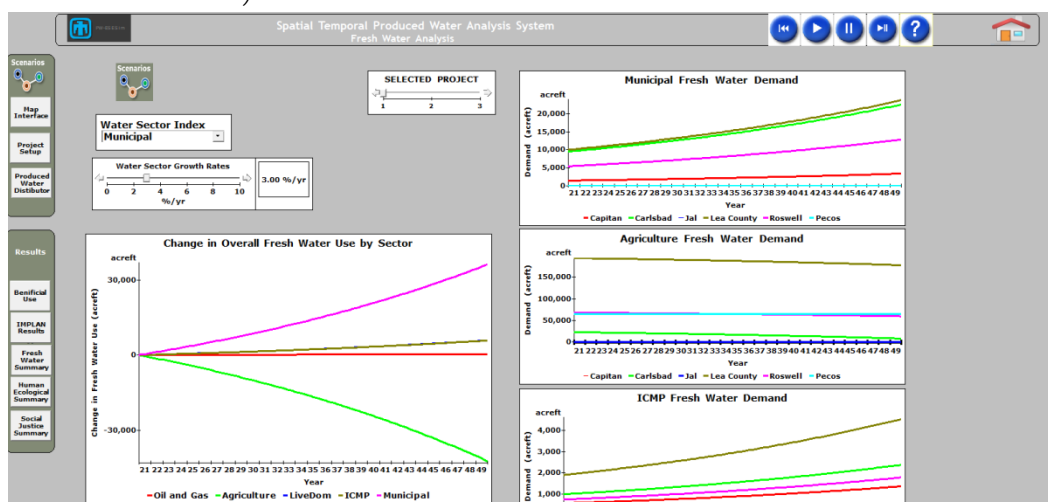 Spatial Temporal Produced Water Analysis System
Fresh Water Analysis
?
Scenarios
Map
Interface
Project
Setup
Produced
Water
Distibutor
Results
Benificial
Use
IMPLAN
Results
Fresh
Water
Summary
Human
Ecological
Summary
Social
Justice
Summary
Scenarios
SELECTED PROJECT
1 2 3
Water Sector Index
Municipal
Water Sector Growth Rates
0 2 4 6 8 10
%/yr
3.00 %/yr
Change in Overall Fresh Water Use by Sector
acreft
Change in Fresh Water Use (acreft)
30,000
0
-30,000
21 22 23 24 25 26 27 28 29 30 31 32 33 34 35 36 37 38 39 40 41 42 43 44 45 46 47 48 49
Year
Oil and Gas Agriculture LiveDom ICMP Municipal
Municipal Fresh Water Demand
acreft
Demand (acreft)
20,000
15,000
10,000
5,000
0
21 22 23 24 25 26 27 28 29 30 31 32 33 34 35 36 37 38 39 40 41 42 43 44 45 46 47 48 49
Year
Capitan Carlsbad Jal Lea County Roswell Pecos
Agriculture Fresh Water Demand
acreft
Demand (acreft)
150,000
100,000
50,000
0
21 22 23 24 25 26 27 28 29 30 31 32 33 34 35 36 37 38 39 40 41 42 43 44 45 46 47 48 49
Year
Capitan Carlsbad Jal Lea County Roswell Pecos
ICMP Fresh Water Demand
acreft
Demand (acreft)
4,000
3,000
2,000
1,000